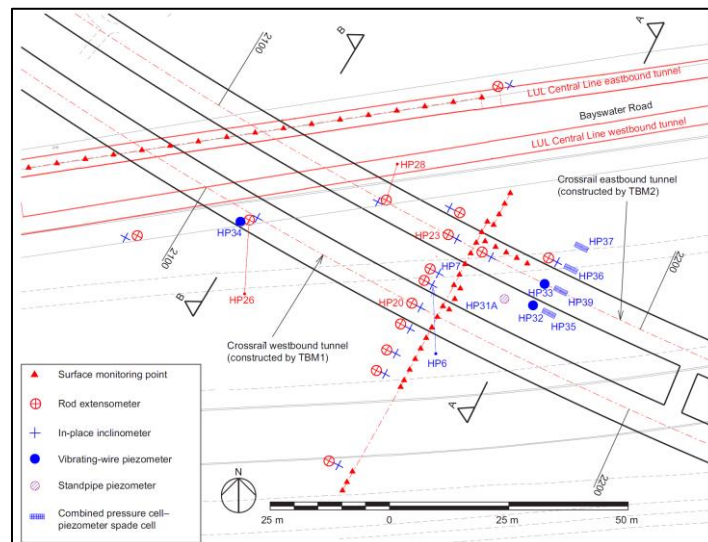 B
A
2100
LUL Central Line eastbound tunnel
Bayswater Road
LUL Central Line westbound tunnel
HP28
2100
Crossrail eastbound tunnel
(constructed by TBM2)
HP34
HP23
HP37
HP7
HP36
2100
HP33
HP39
2200
HP26
HP20
HP31A
HP32
HP35
B
Crossrail westbound tunnel
(constructed by TBM1)
HP6
A
2200
Surface monitoring point
Rod extensometer
In-place inclinometer
Vibrating-wire piezometer
Standpipe piezometer
Combined pressure cell–
piezometer spade cell
N
25 m
0
25 m
50 m